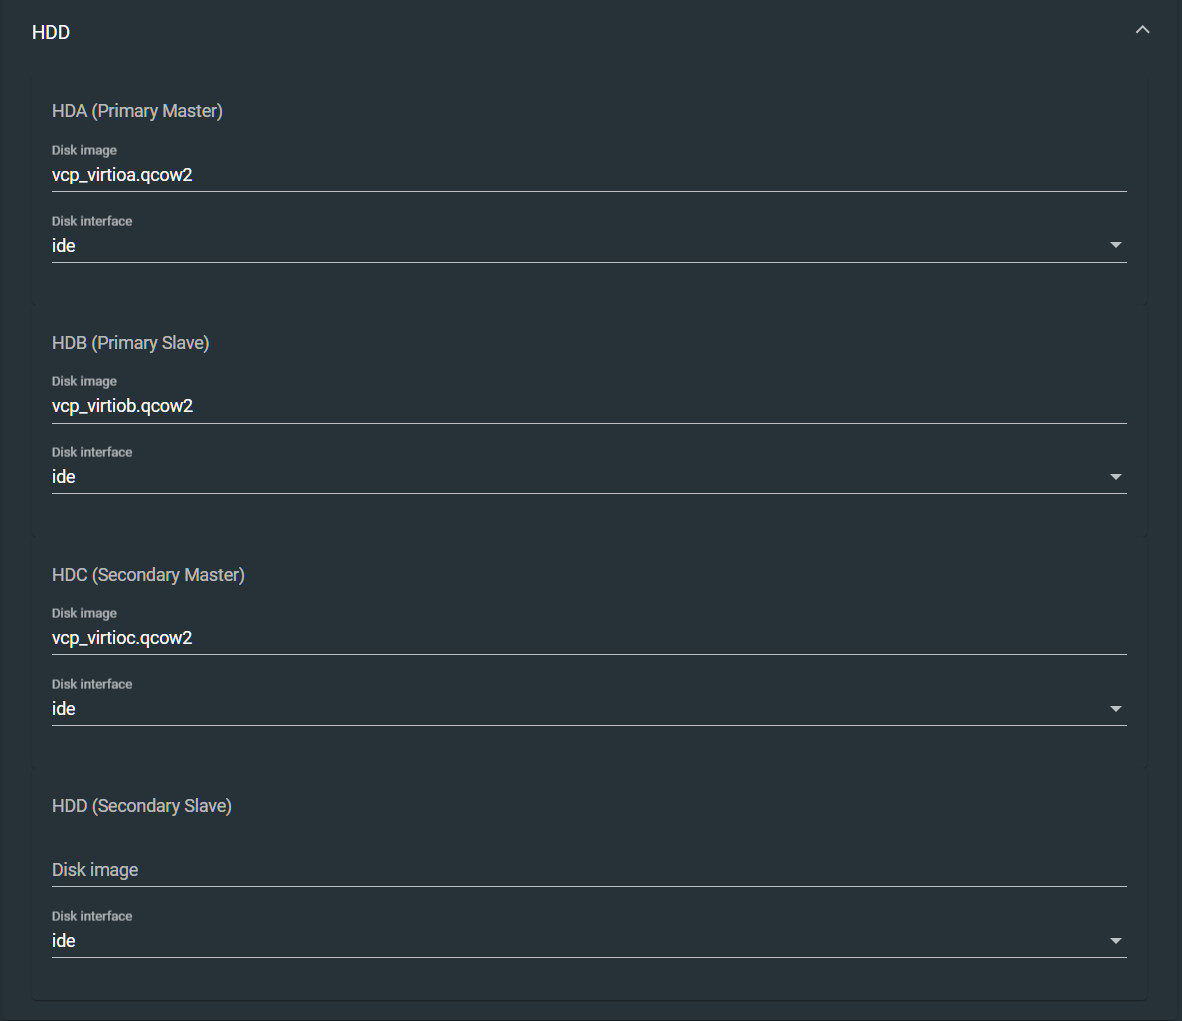 HDD
HDA (Primary Master)
Disk image
vcp_virtioa.qcow2
Disk interface
ide
HDB (Primary Slave)
Disk image
vcp_virtiob.qcow2
Disk interface
ide
HDC (Secondary Master)
Disk image
vcp_virtioc.qcow2
Disk interface
ide
HDD (Secondary Slave)
Disk image
Disk interface
ide